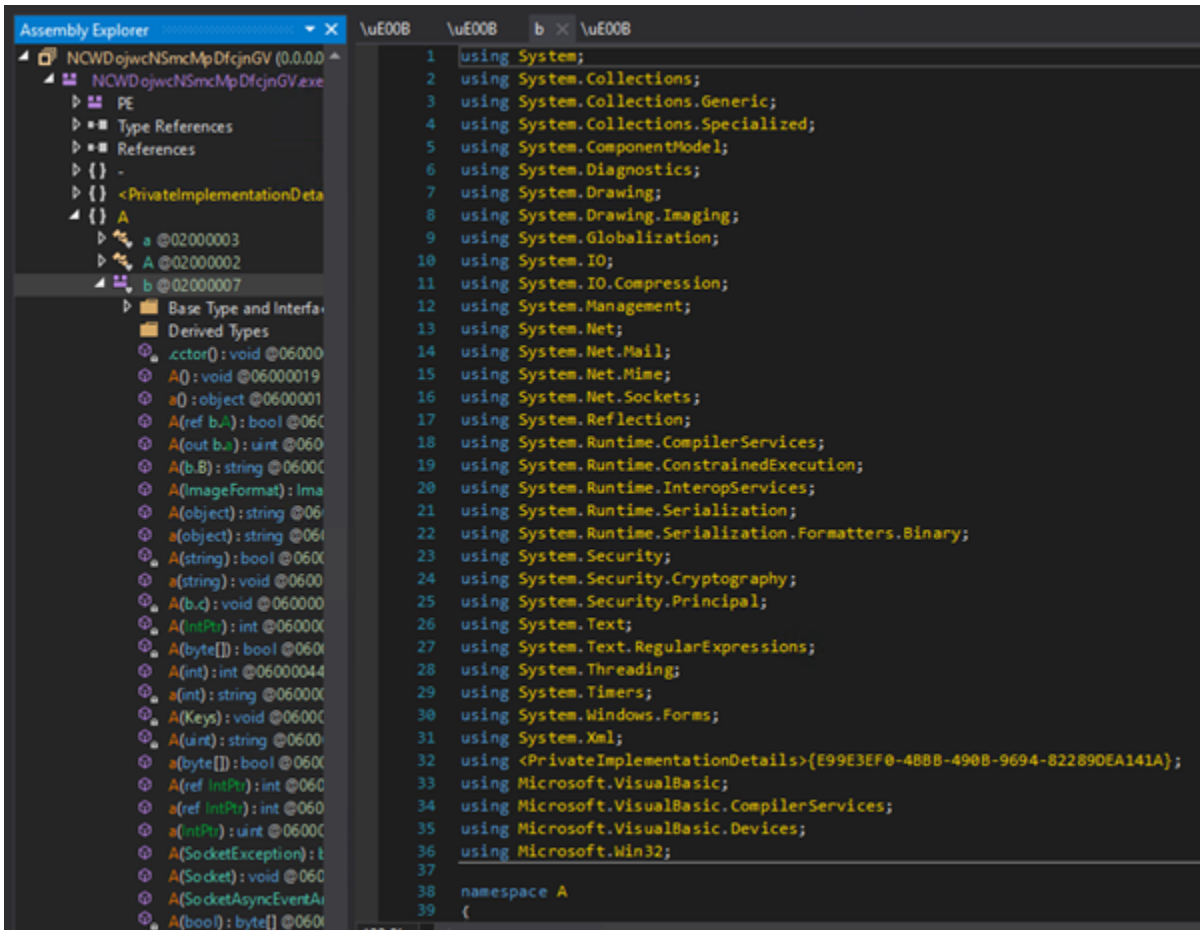 Assembly Explorer
NCWDojwcNSmcMpDfcjnGV (0.0.0.0
NCWDojwcNSmcMpDfcjnGV.exe
PE
Type References
References
{} -
{} <PrivateImplementationDeta
{} A
a @02000003
A @02000002
b @02000007
Base Type and Interfa
Derived Types
.cctor() : void @06000
A() : void @06000019
a() : object @0600001
A(ref b.A) : bool @060
A(out b.a) : uint @060
A(b.B) : string @06000
A(ImageFormat) : Ima
A(object) : string @06
a(object) : string @060
A(string) : bool @0600
a(string) : void @0600
A(b.c) : void @060000
A(IntPtr) : int @060000
A(byte[]) : bool @0600
A(int) : int @06000044
a(int) : string @060000
A(Keys) : void @06000
A(uint) : string @0600
a(byte[]) : bool @0600
A(ref IntPtr) : int @060
a(ref IntPtr) : int @060
a(IntPtr) : uint @06000
A(SocketException) : b
A(Socket) : void @060
A(SocketAsyncEventA
A(bool) : byte[] @060
\uE00B \uE00B b \uE00B
1 using System;
2 using System.Collections;
3 using System.Collections.Generic;
4 using System.Collections.Specialized;
5 using System.ComponentModel;
6 using System.Diagnostics;
7 using System.Drawing;
8 using System.Drawing.Imaging;
9 using System.Globalization;
10 using System.IO;
11 using System.IO.Compression;
12 using System.Management;
13 using System.Net;
14 using System.Net.Mail;
15 using System.Net.Mime;
16 using System.Net.Sockets;
17 using System.Reflection;
18 using System.Runtime.CompilerServices;
19 using System.Runtime.ConstrainedExecution;
20 using System.Runtime.InteropServices;
21 using System.Runtime.Serialization;
22 using System.Runtime.Serialization.Formatters.Binary;
23 using System.Security;
24 using System.Security.Cryptography;
25 using System.Security.Principal;
26 using System.Text;
27 using System.Text.RegularExpressions;
28 using System.Threading;
29 using System.Timers;
30 using System.Windows.Forms;
31 using System.Xml;
32 using <PrivateImplementationDetails>{E99E3EF0-4BBB-490B-9694-82289DEA141A};
33 using Microsoft.VisualBasic;
34 using Microsoft.VisualBasic.CompilerServices;
35 using Microsoft.VisualBasic.Devices;
36 using Microsoft.Win32;
37
38 namespace A
39 {